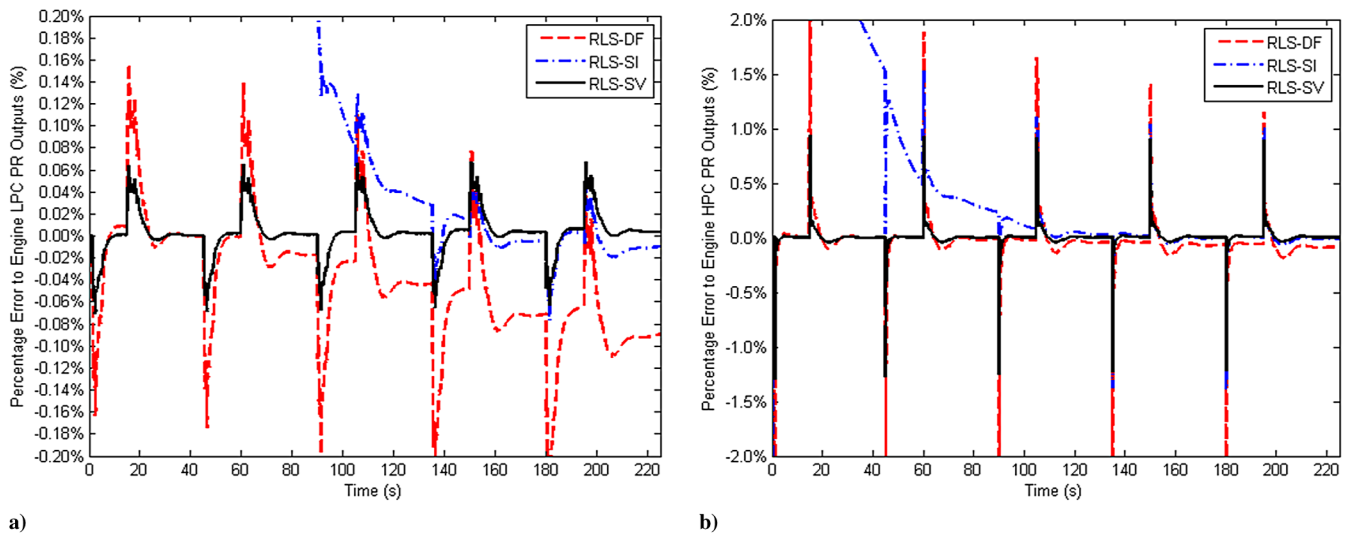 0.20%
0.18%
0.16%
0.14%
0.12%
0.10%
0.08%
0.06%
0.04%
0.02%
0.00%
-0.02%
-0.04%
-0.06%
-0.08%
-0.10%
-0.12%
-0.14%
-0.16%
-0.18%
-0.20%
Percentage Error to Engine LPC PR Outputs (%)
RLS-DF
RLS-SI
RLS-SV
0 20 40 60 80 100 120 140 160 180 200 220
Time (s)
a)
2.0%
1.5%
1.0%
0.5%
0.0%
-0.5%
-1.0%
-1.5%
-2.0%
Percentage Error to Engine HPC PR Outputs (%)
RLS-DF
RLS-SI
RLS-SV
0 20 40 60 80 100 120 140 160 180 200 220
Time (s)
b)